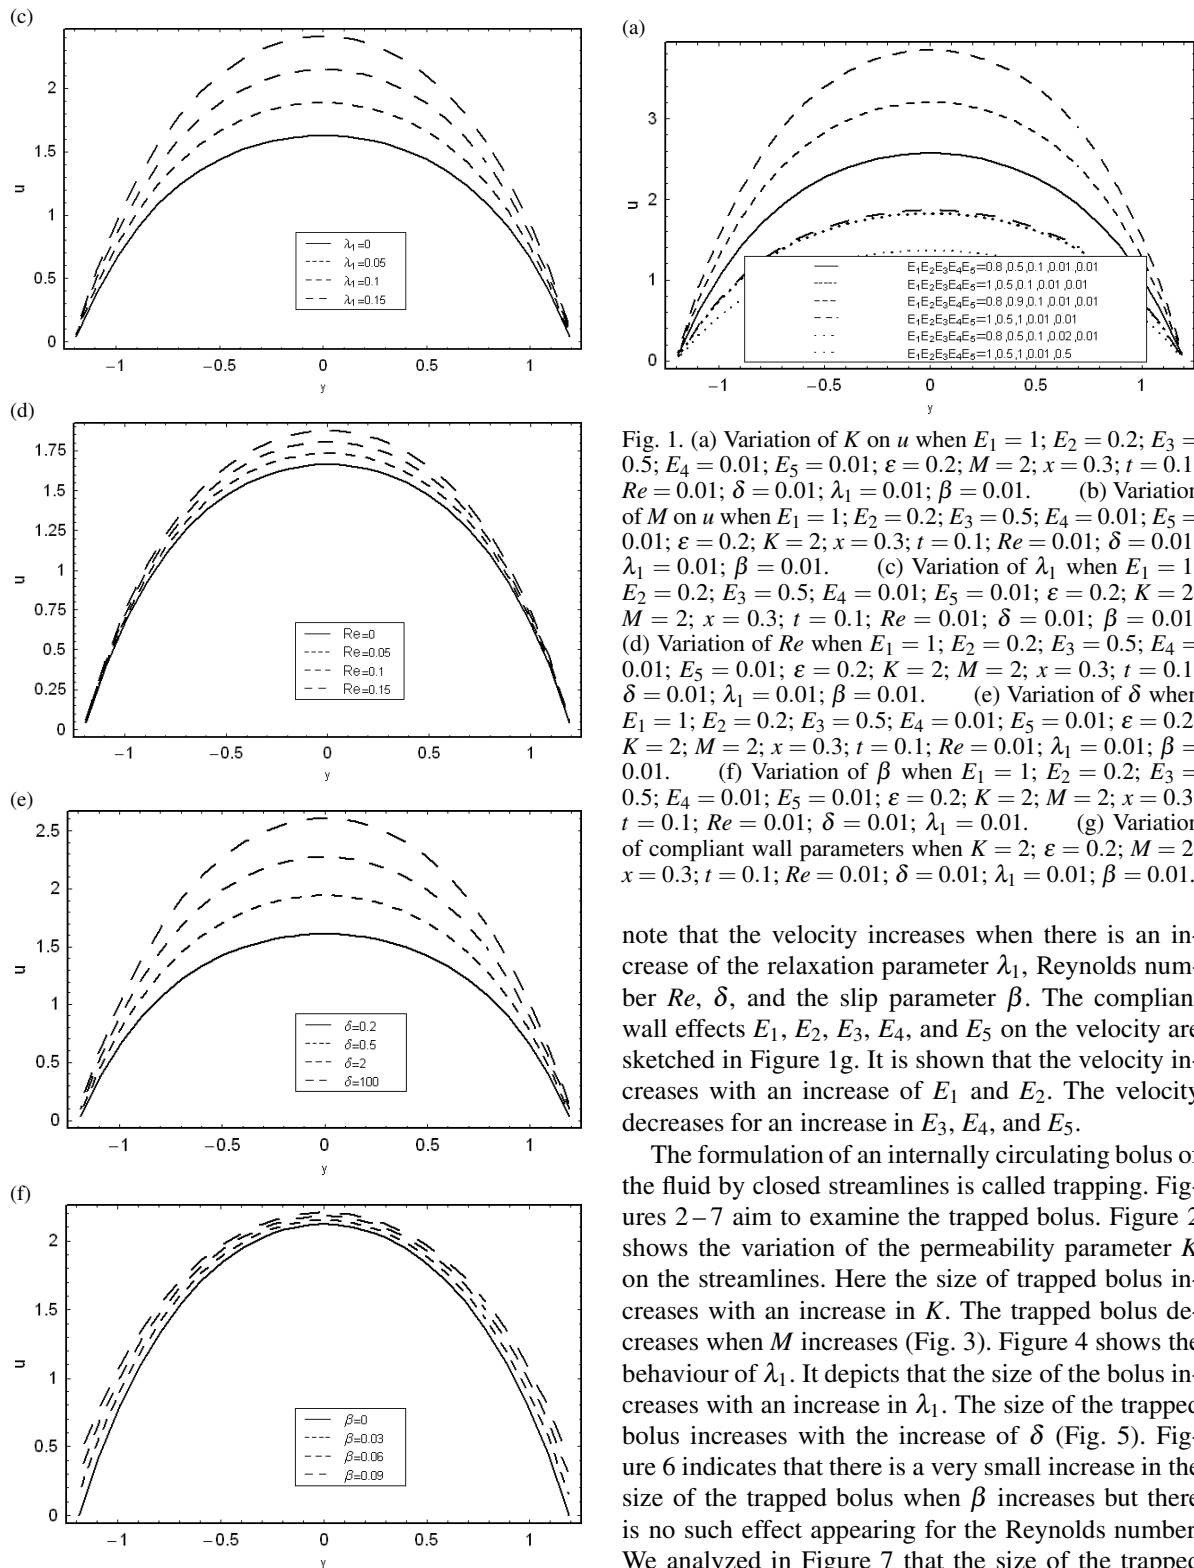 (c)
2
1.5
1
0.5
0
u
λ1=0
λ1=0.05
λ1=0.1
λ1=0.15
−1 −0.5 0 0.5 1
y
(d)
1.75
1.5
1.25
1
0.75
0.5
0.25
0
u
Re=0
Re=0.05
Re=0.1
Re=0.15
−1 −0.5 0 0.5 1
y
(e)
2.5
2
1.5
1
0.5
0
u
δ=0.2
δ=0.5
δ=2
δ=100
−1 −0.5 0 0.5 1
y
(f)
2
1.5
1
0.5
0
u
β=0
β=0.03
β=0.06
β=0.09
−1 −0.5 0 0.5 1
y
(a)
3
2
1
0
u
E1E2E3E4E5=0.8,0.5,0.1,0.01,0.01
E1E2E3E4E5=1,0.5,0.1,0.01,0.01
E1E2E3E4E5=0.8,0.9,0.1,0.01,0.01
E1E2E3E4E5=1,0.5,1,0.01,0.01
E1E2E3E4E5=0.8,0.5,0.1,0.02,0.01
E1E2E3E4E5=1,0.5,1,0.01,0.5
−1 −0.5 0 0.5 1
y
Fig. 1. (a) Variation of K on u when E1 = 1; E2 = 0.2; E3 =
0.5; E4 = 0.01; E5 = 0.01; ε = 0.2; M = 2; x = 0.3; t = 0.1
Re = 0.01; δ = 0.01; λ1 = 0.01; β = 0.01. (b) Variation
of M on u when E1 = 1; E2 = 0.2; E3 = 0.5; E4 = 0.01; E5 =
0.01; ε = 0.2; K = 2; x = 0.3; t = 0.1; Re = 0.01; δ = 0.01
λ1 = 0.01; β = 0.01. (c) Variation of λ1 when E1 = 1
E2 = 0.2; E3 = 0.5; E4 = 0.01; E5 = 0.01; ε = 0.2; K = 2
M = 2; x = 0.3; t = 0.1; Re = 0.01; δ = 0.01; β = 0.01
(d) Variation of Re when E1 = 1; E2 = 0.2; E3 = 0.5; E4 =
0.01; E5 = 0.01; ε = 0.2; K = 2; M = 2; x = 0.3; t = 0.1
δ = 0.01; λ1 = 0.01; β = 0.01. (e) Variation of δ when
E1 = 1; E2 = 0.2; E3 = 0.5; E4 = 0.01; E5 = 0.01; ε = 0.2
K = 2; M = 2; x = 0.3; t = 0.1; Re = 0.01; λ1 = 0.01; β =
0.01. (f) Variation of β when E1 = 1; E2 = 0.2; E3 =
0.5; E4 = 0.01; E5 = 0.01; ε = 0.2; K = 2; M = 2; x = 0.3
t = 0.1; Re = 0.01; δ = 0.01; λ1 = 0.01. (g) Variation
of compliant wall parameters when K = 2; ε = 0.2; M = 2
x = 0.3; t = 0.1; Re = 0.01; δ = 0.01; λ1 = 0.01; β = 0.01.
note that the velocity increases when there is an in-
crease of the relaxation parameter λ1, Reynolds num-
ber Re, δ, and the slip parameter β. The complian
wall effects E1, E2, E3, E4, and E5 on the velocity are
sketched in Figure 1g. It is shown that the velocity in-
creases with an increase of E1 and E2. The velocity
decreases for an increase in E3, E4, and E5.
The formulation of an internally circulating bolus o
the fluid by closed streamlines is called trapping. Fig-
ures 2–7 aim to examine the trapped bolus. Figure 2
shows the variation of the permeability parameter K
on the streamlines. Here the size of trapped bolus in-
creases with an increase in K. The trapped bolus de-
creases when M increases (Fig. 3). Figure 4 shows the
behaviour of λ1. It depicts that the size of the bolus in-
creases with an increase in λ1. The size of the trapped
bolus increases with the increase of δ (Fig. 5). Fig-
ure 6 indicates that there is a very small increase in the
size of the trapped bolus when β increases but there
is no such effect appearing for the Reynolds number
We analyzed in Figure 7 that the size of the trapped